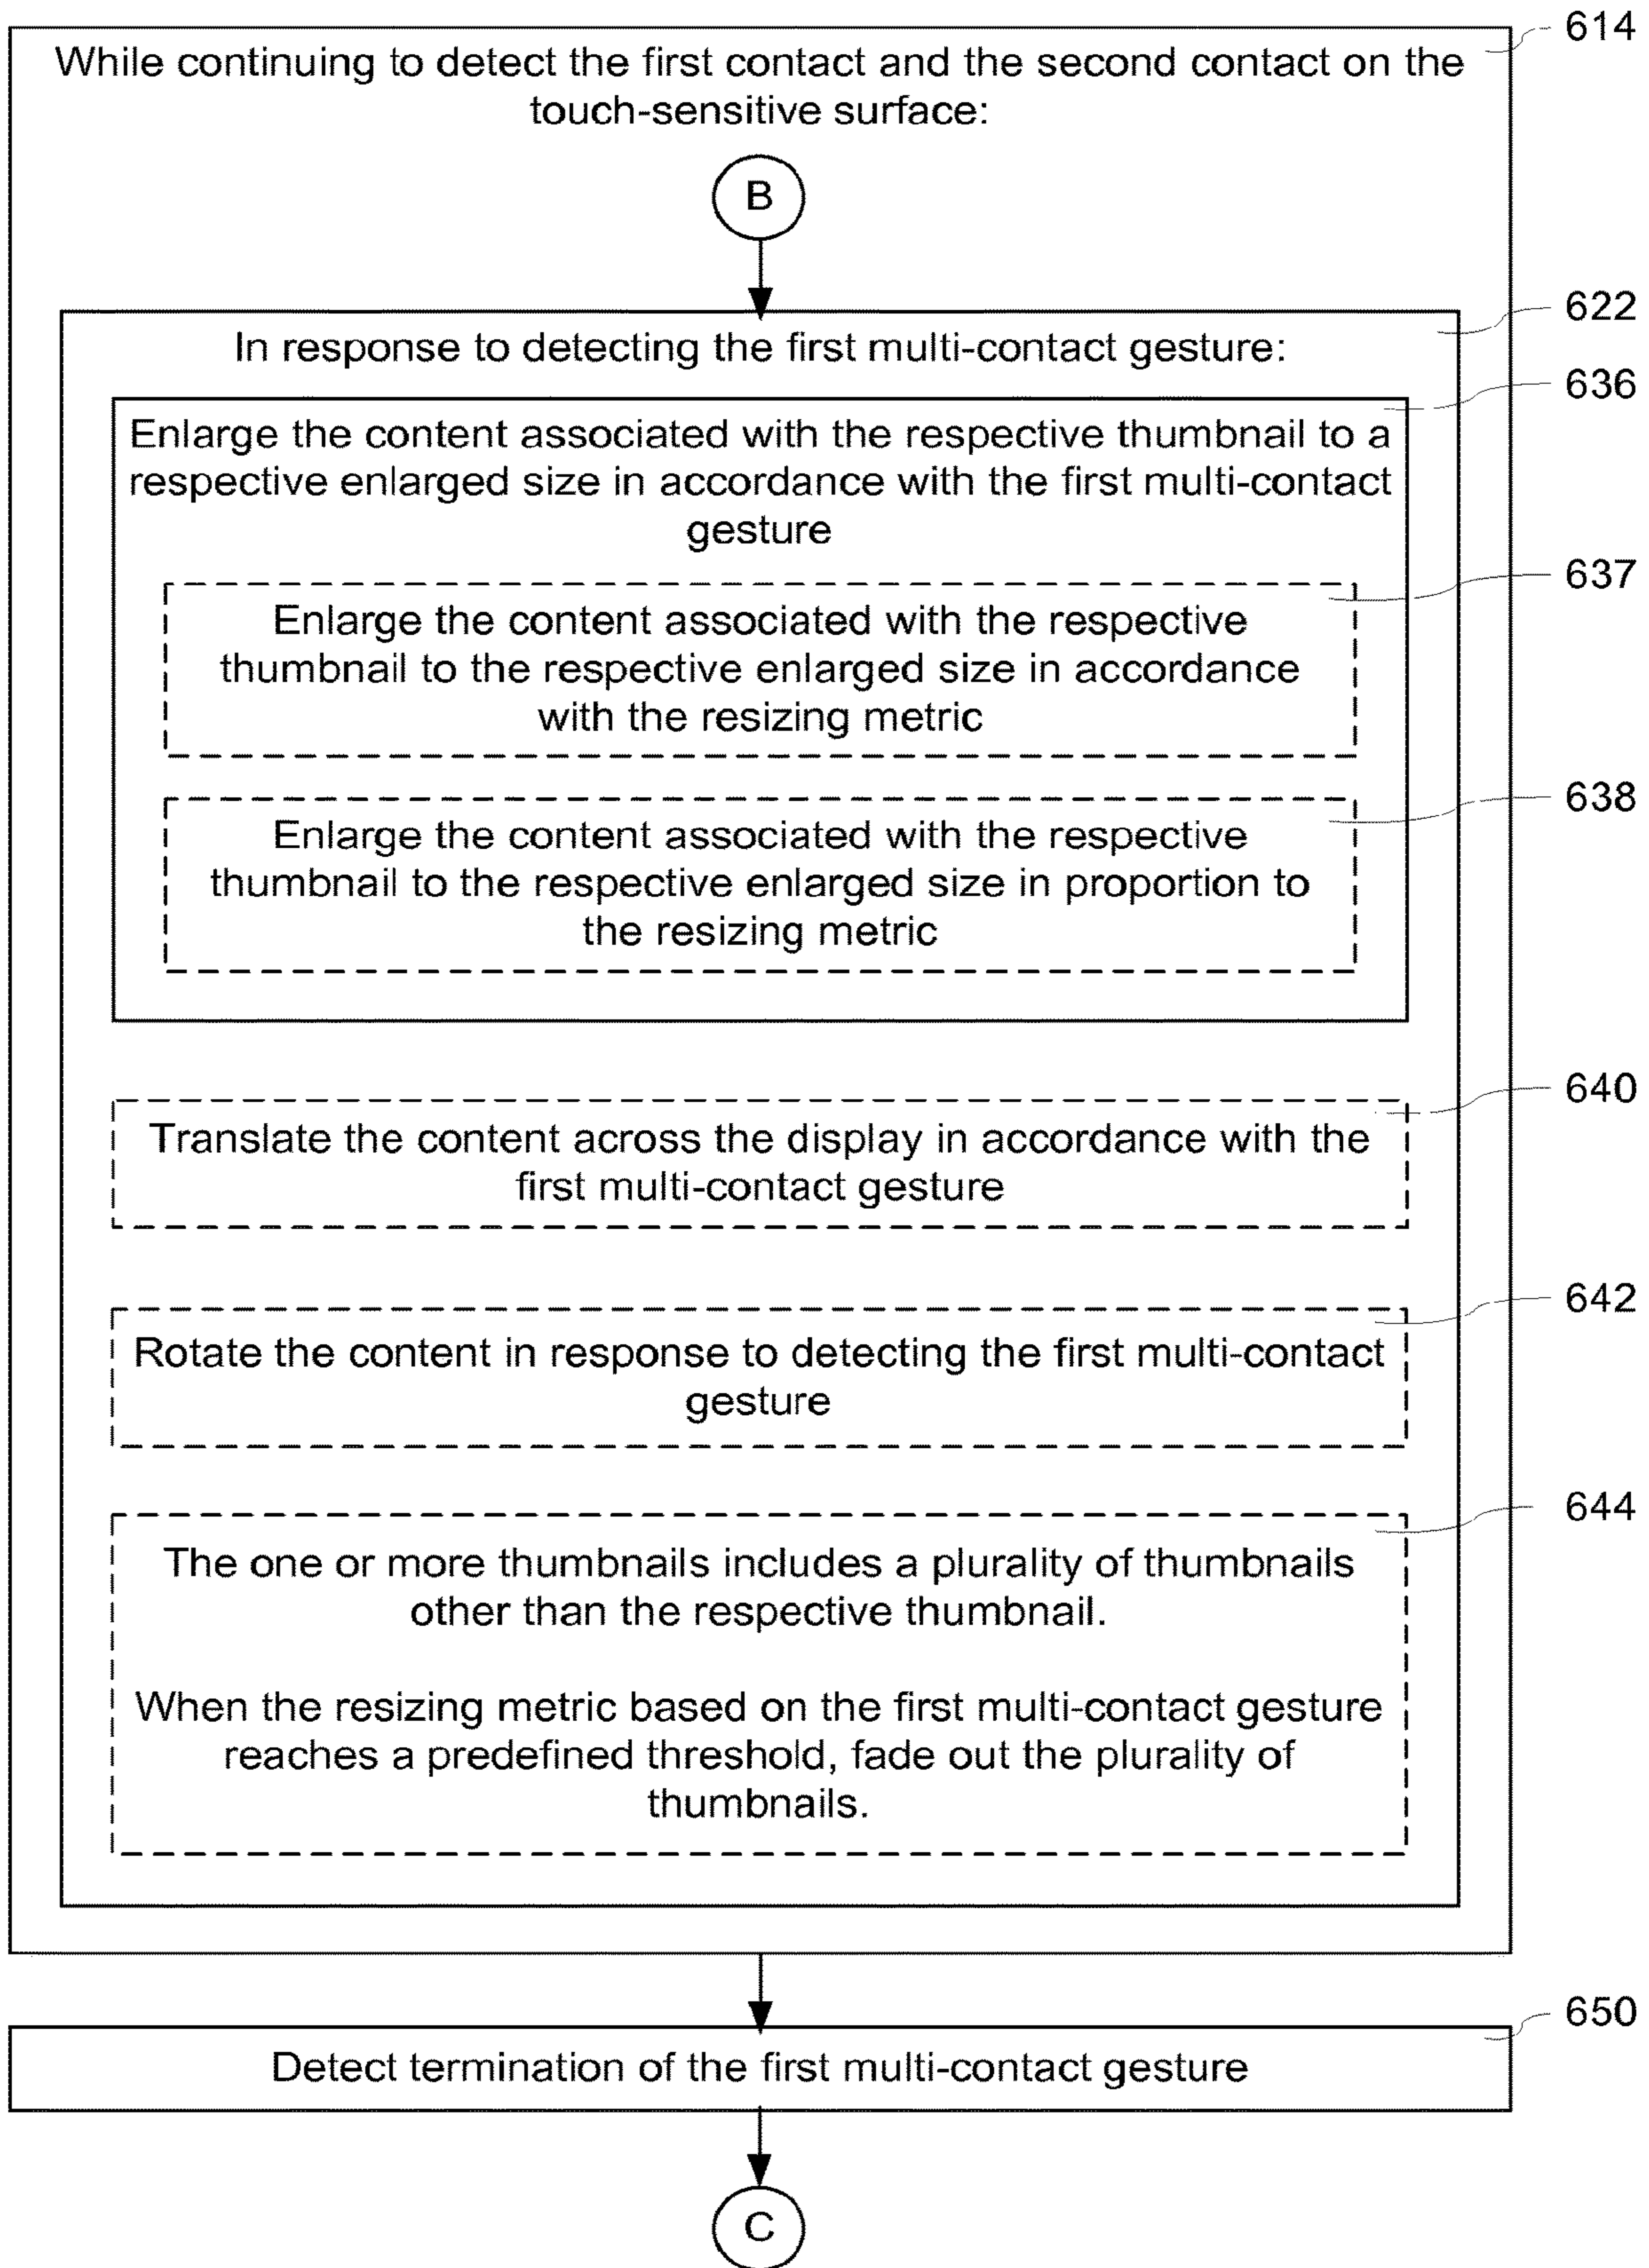 614
While continuing to detect the first contact and the second contact on the
touch-sensitive surface:
B
622
In response to detecting the first multi-contact gesture:
636
Enlarge the content associated with the respective thumbnail to a
respective enlarged size in accordance with the first multi-contact
gesture
637
Enlarge the content associated with the respective
thumbnail to the respective enlarged size in accordance
with the resizing metric
638
Enlarge the content associated with the respective
thumbnail to the respective enlarged size in proportion to
the resizing metric
640
Translate the content across the display in accordance with the
first multi-contact gesture
642
Rotate the content in response to detecting the first multi-contact
gesture
644
The one or more thumbnails includes a plurality of thumbnails
other than the respective thumbnail.
When the resizing metric based on the first multi-contact gesture
reaches a predefined threshold, fade out the plurality of
thumbnails.
650
Detect termination of the first multi-contact gesture
C